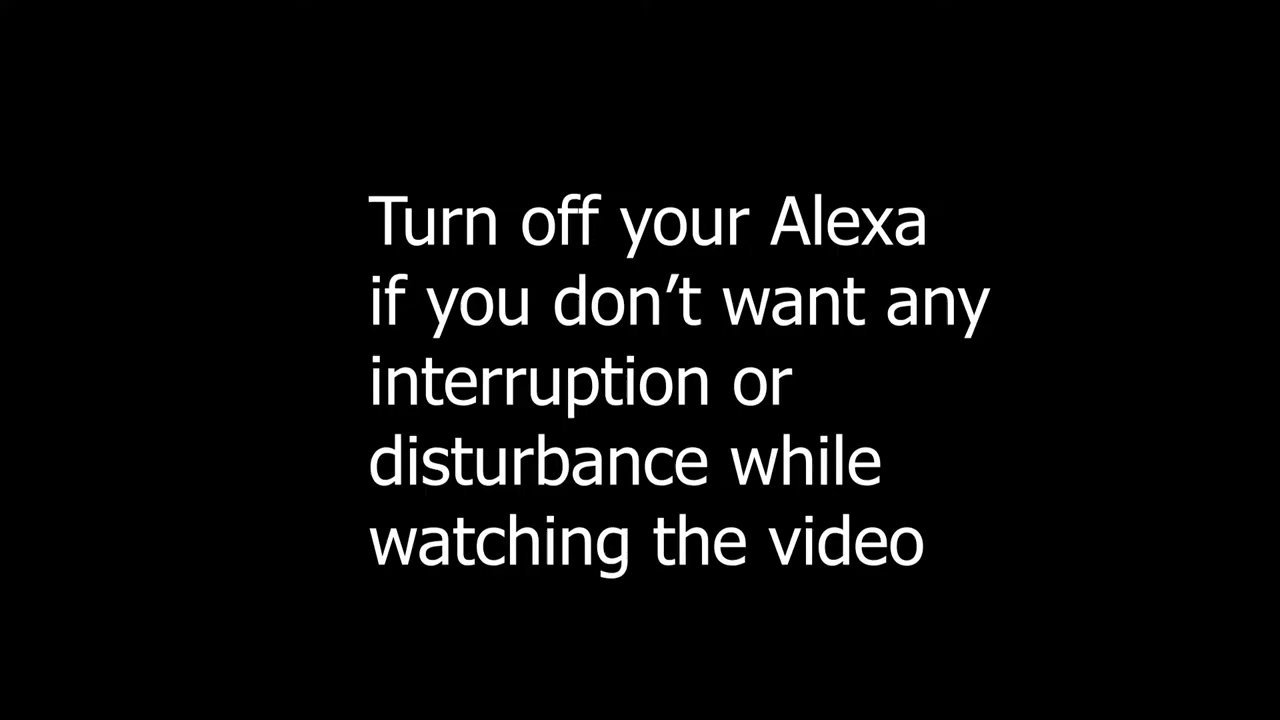 Turn off your Alexa
if you don’t want any
interruption or
disturbance while
watching the video